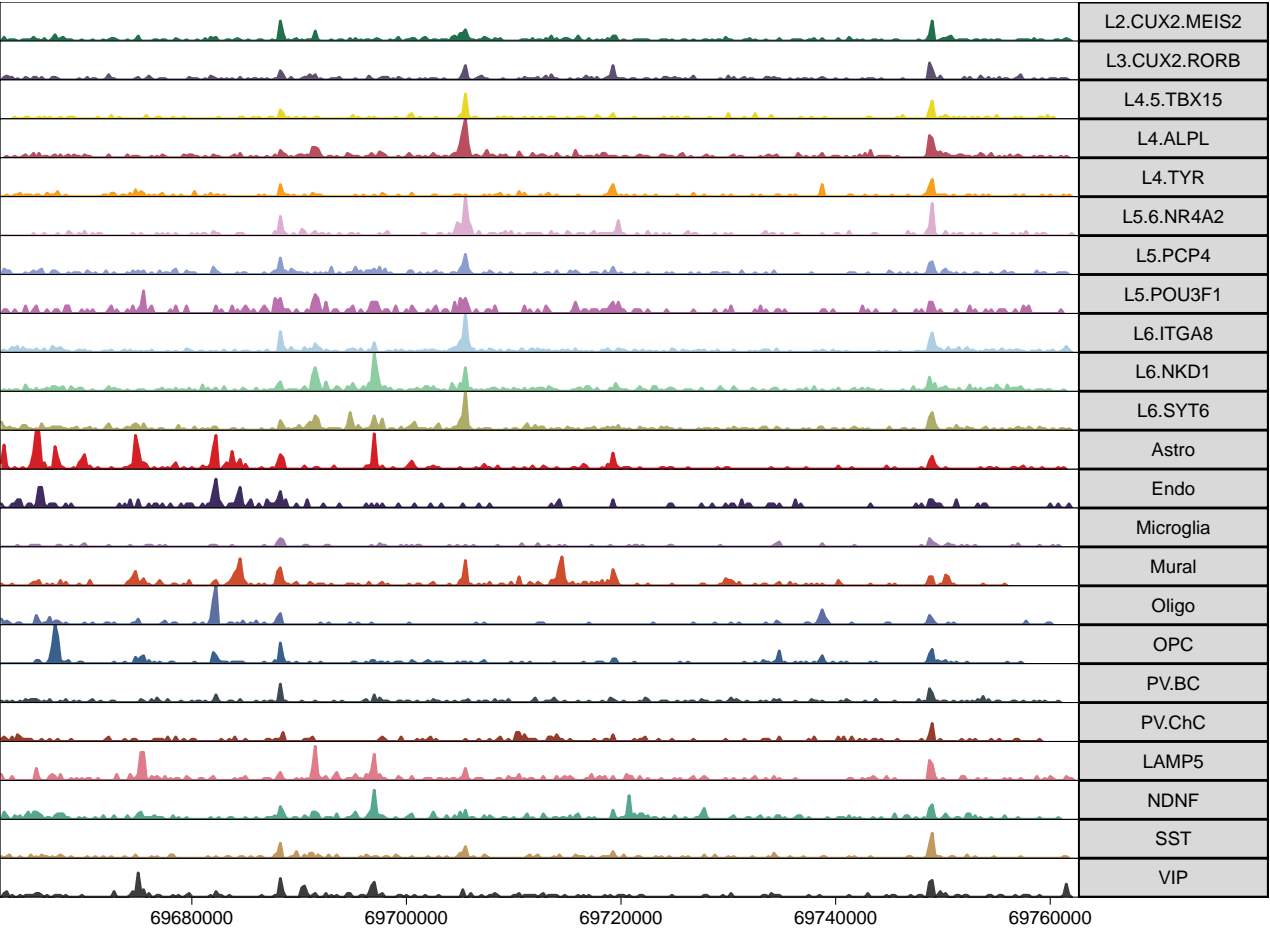 L2.CUX2.MEIS2
L3.CUX2.RORB
L4.5.TBX15
L4.ALPL
L4.TYR
L5.6.NR4A2
L5.PCP4
L5.POU3F1
L6.ITGA8
L6.NKD1
L6.SYT6
Astro
Endo
Microglia
Mural
Oligo
OPC
PV.BC
PV.ChC
LAMP5
NDNF
SST
VIP
69680000 69700000 69720000 69740000 69760000